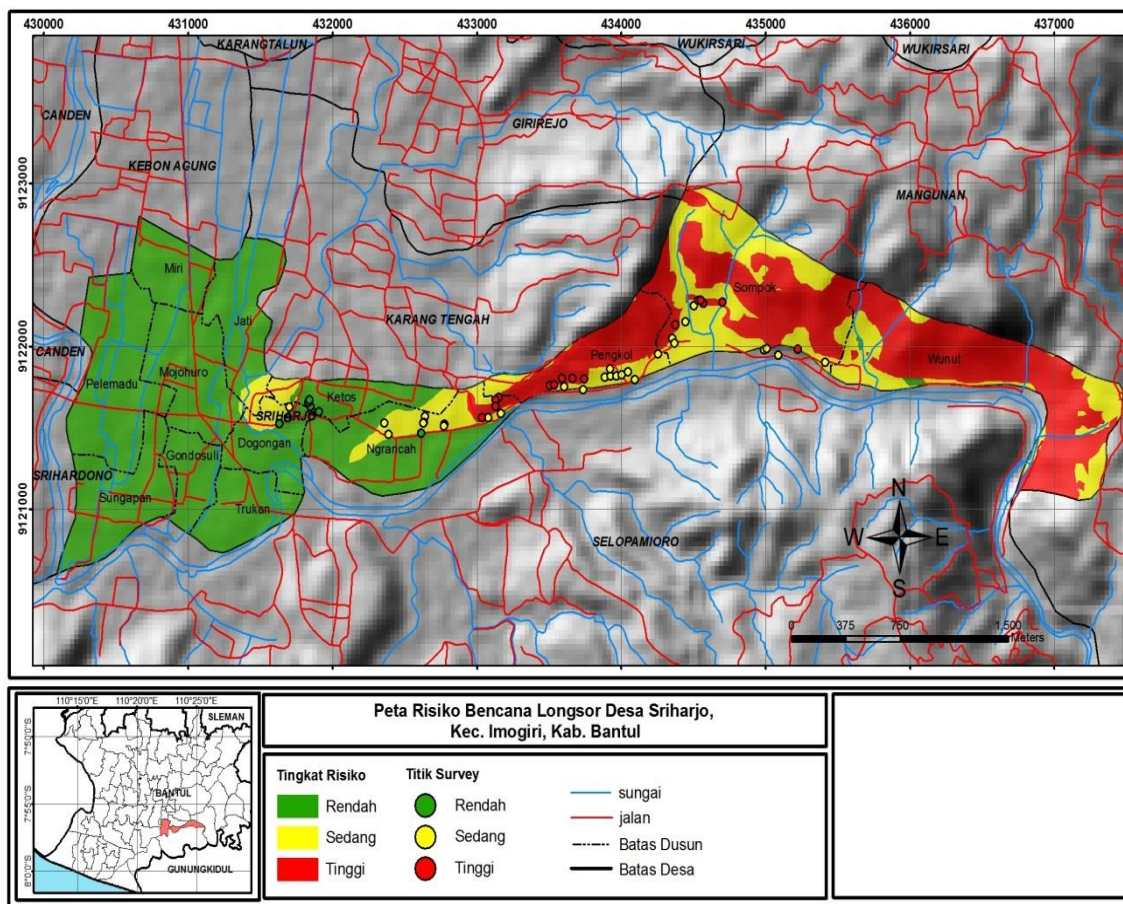 430000 431000 432000 433000 434000 435000 436000 437000
9123000
9122000
9121000
KARANGTALUN
WUKIRSARI
WUKIRSARI
CANDEN
GIRIREJO
KEBON AGUNG
MANGUNAN
Miri
Sompok
Jati
KARANG TENGAH
CANDEN
Pengkol
Wunut
Mojohuro
Pelemadu
Ketos
SRIHARJO
Dogongan
Ngrancah
Gondosuli
SRIHARDONO
Sungapan
Trukan
SELOPAMIORO
N
W E
S
0 375 750 1,500
Meters
110°15'0"E 110°20'0"E 110°25'0"E
SLEMAN
7°50'0"S
BANTUL
7°55'0"S
GUNUNGKIDUL
8°0'0"S
Peta Risiko Bencana Longsor Desa Sriharjo,
Kec. Imogiri, Kab. Bantul
Tingkat Risiko
Rendah
Sedang
Tinggi
Titik Survey
Rendah
Sedang
Tinggi
sungai
jalan
Batas Dusun
Batas Desa